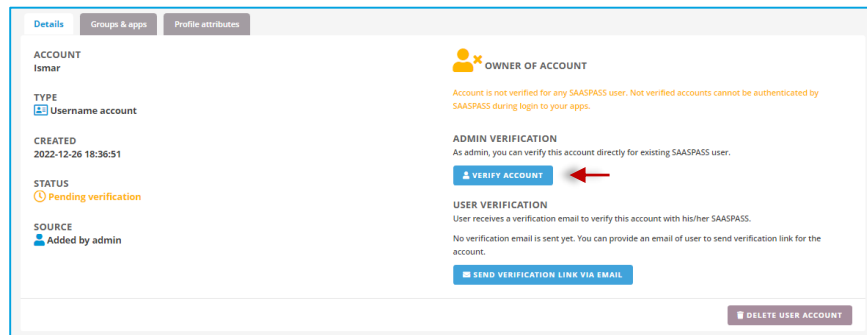 Details
Groups & apps
Profile attributes
ACCOUNT
Ismar
TYPE
Username account
CREATED
2022-12-26 18:36:51
STATUS
Pending verification
SOURCE
Added by admin
OWNER OF ACCOUNT
Account is not verified for any SAASPASS user. Not verified accounts cannot be authenticated by
SAASPASS during login to your apps.
ADMIN VERIFICATION
As admin, you can verify this account directly for existing SAASPASS user.
VERIFY ACCOUNT
USER VERIFICATION
User receives a verification email to verify this account with his/her SAASPASS.
No verification email is sent yet. You can provide an email of user to send verification link for the
account.
SEND VERIFICATION LINK VIA EMAIL
DELETE USER ACCOUNT